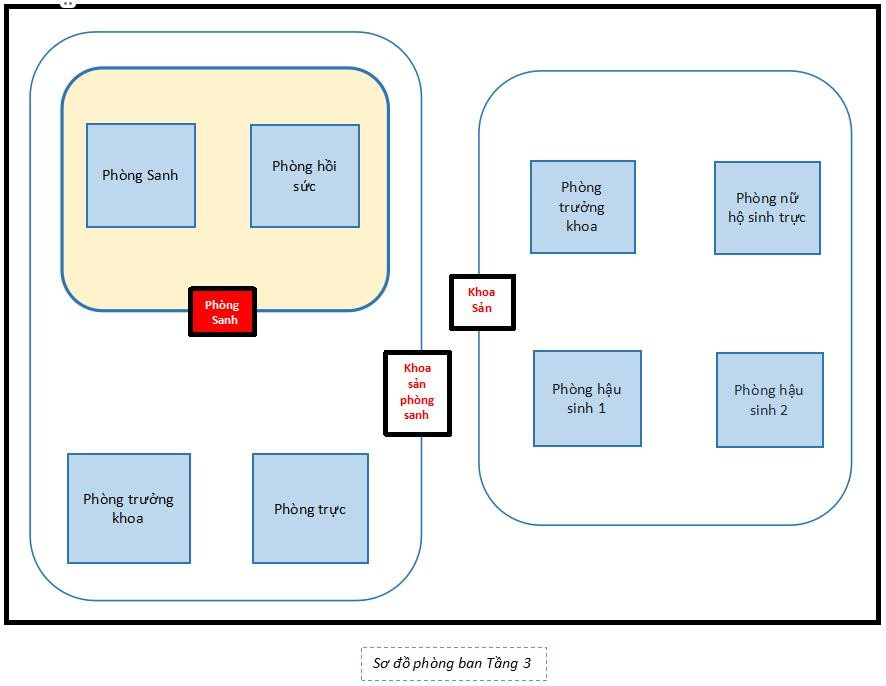 Phòng Sanh
Phòng hồi
sức
Phòng
Sanh
Khoa
sản
phòng
sanh
Phòng trưởng
khoa
Phòng trực
Khoa
Sản
Phòng
trưởng
khoa
Phòng nữ
hộ sinh trực
Phòng hậu
sinh 1
Phòng hậu
sinh 2
Sơ đồ phòng ban Tầng 3